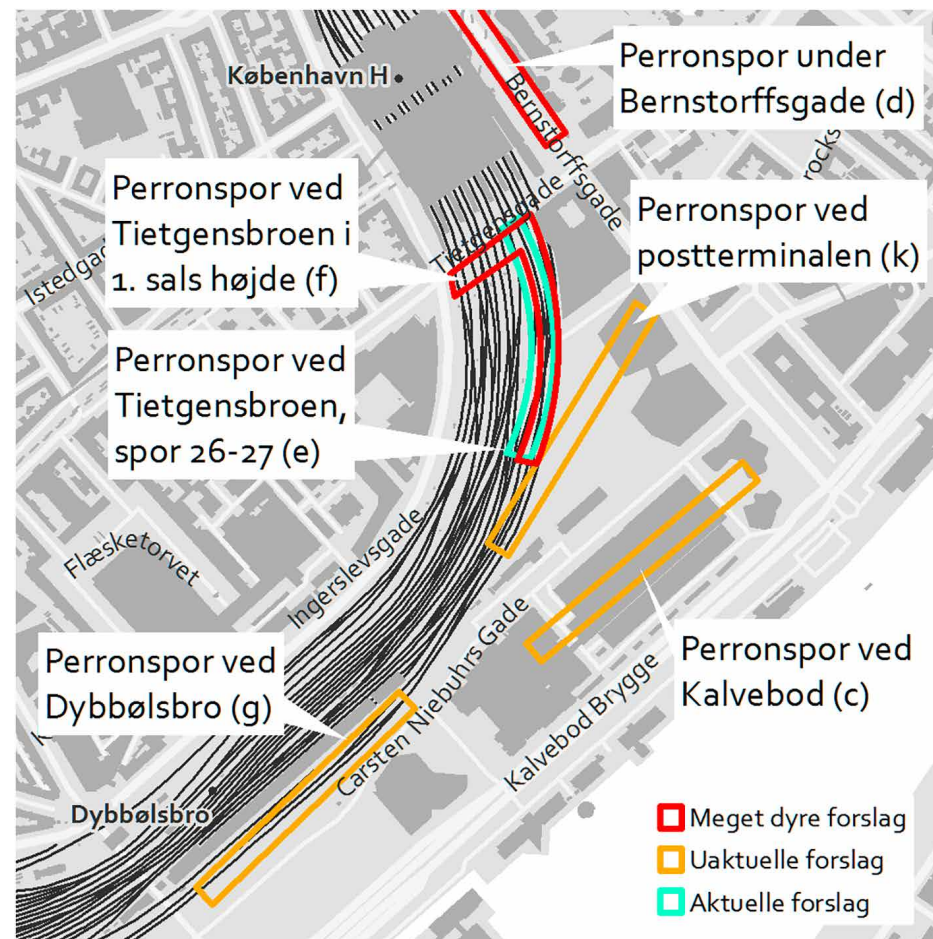 Perronspor under
Bernstorffsgade (d)
København H
Bernstorffsgade
Perronspor ved
Tietgensbroen i
1. sals højde (f)
Tietgensgade
Perronspor ved
postterminalen (k)
Istedgad
rocks
Perronspor ved
Tietgensbroen,
spor 26-27 (e)
Flæsketorvet
Ingerslevsgade
Perronspor ved
Dybbølsbro (g)
Perronspor ved
Kalvebod (c)
Carsten Niebuhrs Gade
Kalvebod Brygge
Dybbølsbro
Meget dyre forslag
Uaktuelle forslag
Aktuelle forslag